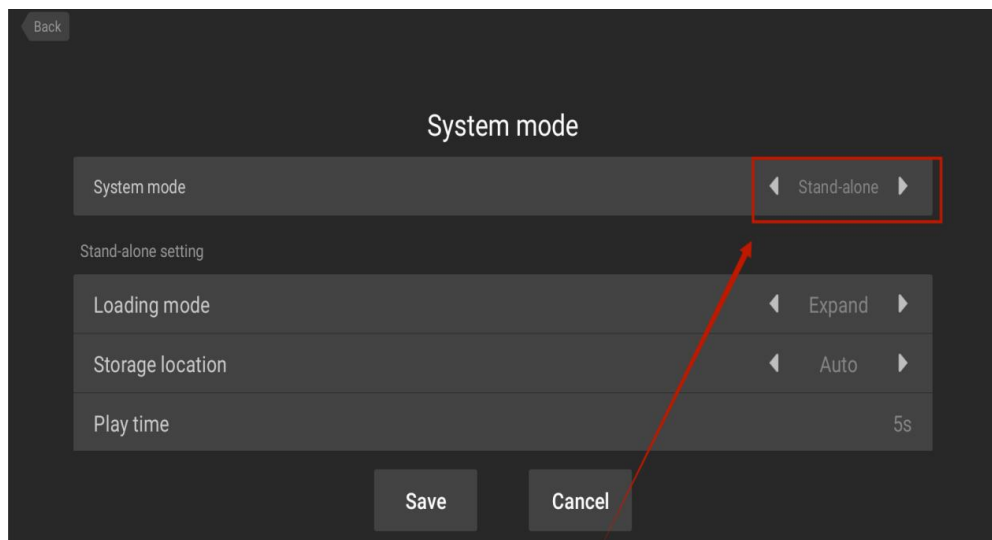 Back
System mode
System mode Stand-alone
Stand-alone setting
Loading mode Expand
Storage location Auto
Play time 5s
Save Cancel